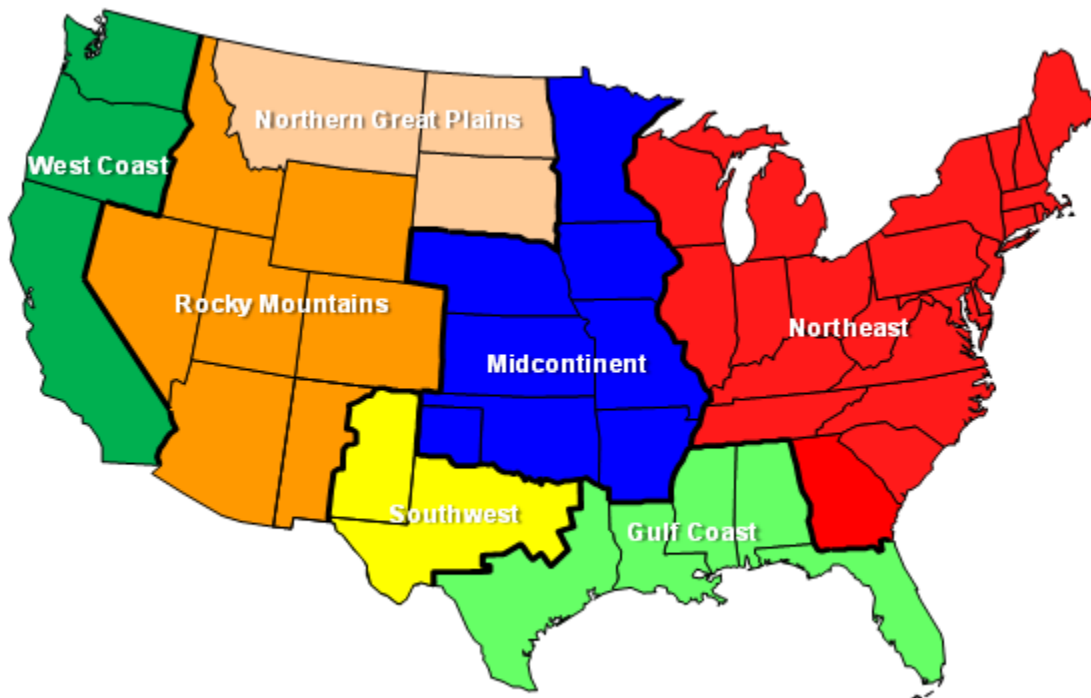 Northern Great Plains
West Coast
Rocky Mountains
Northeast
Midcontinent
Southwest
Gulf Coast